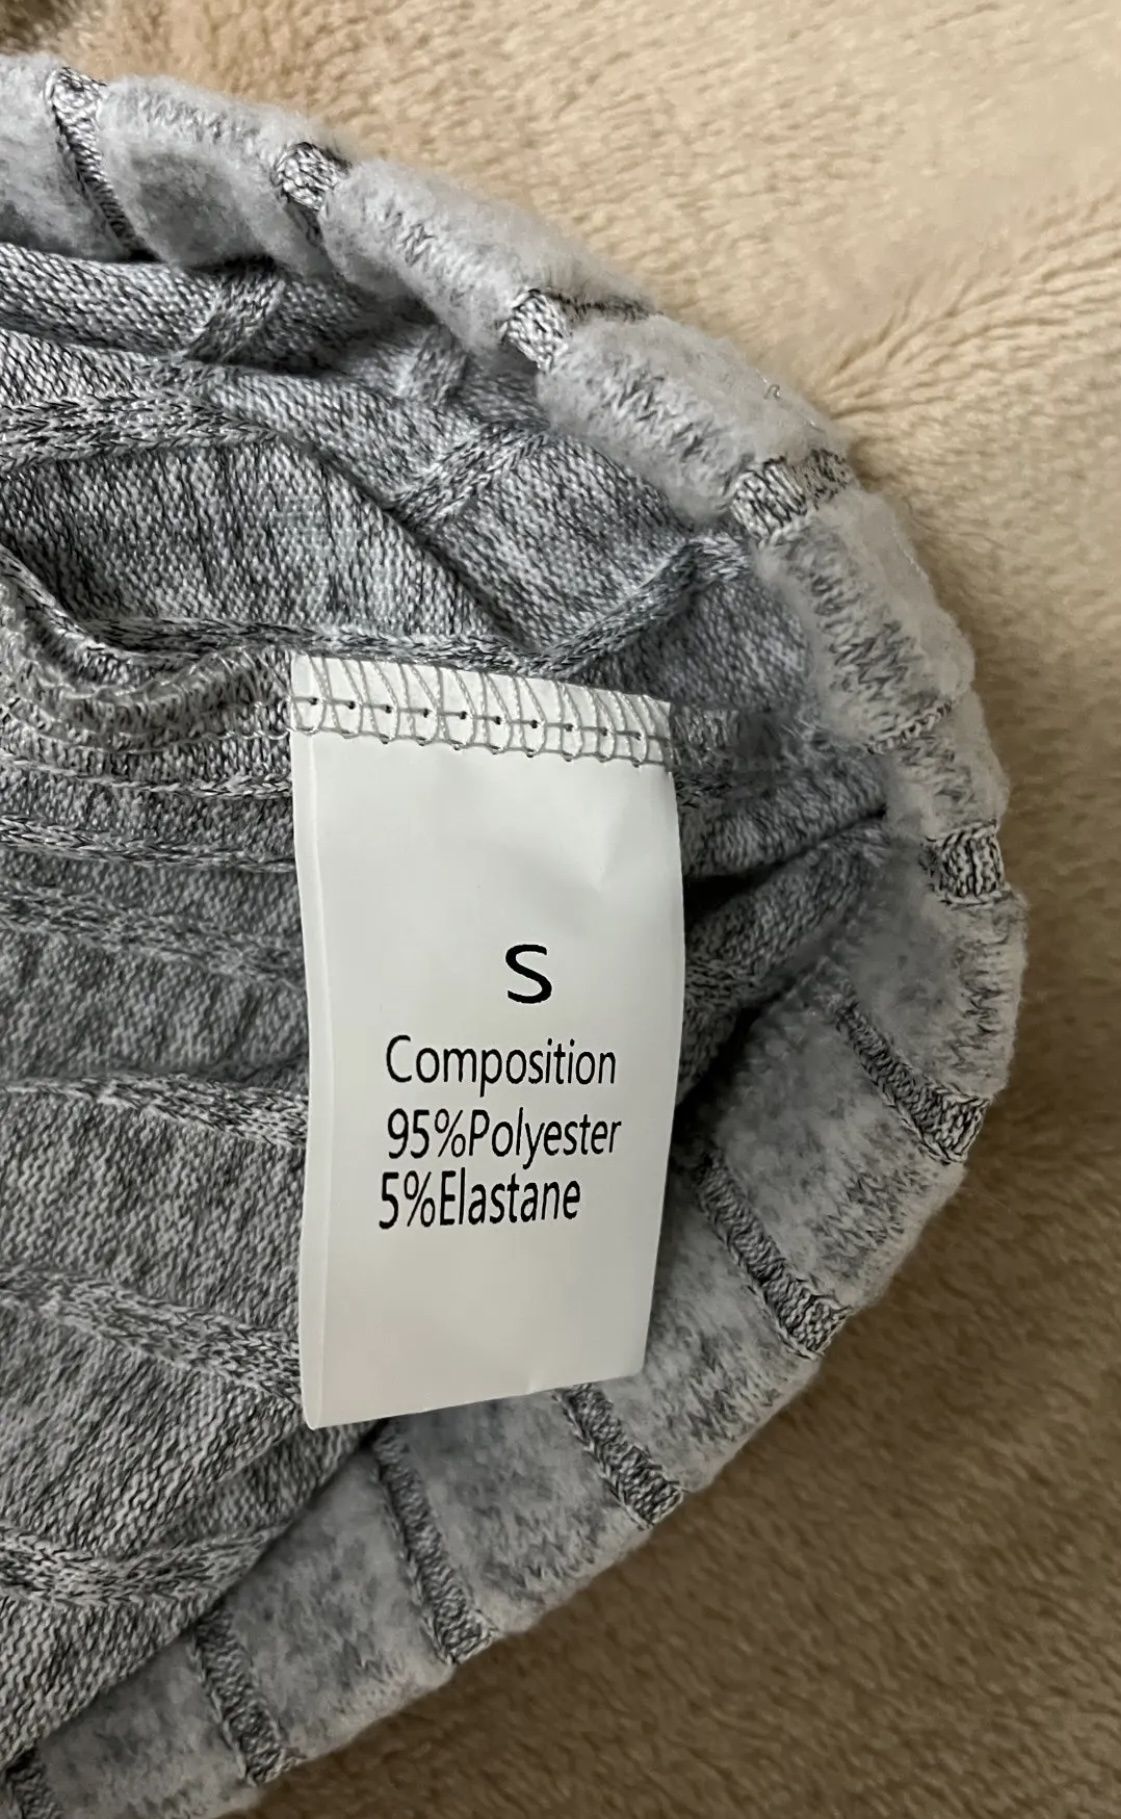 S
Composition
95%Polyester
5%Elastane